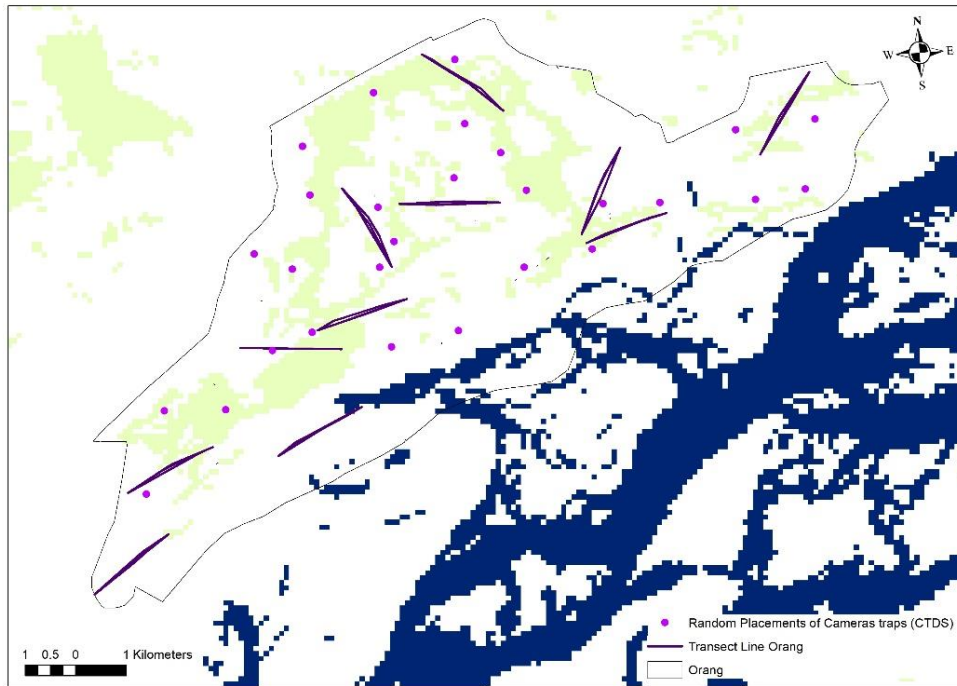 N
W E
S
Random Placements of Cameras traps (CTDS)
Transect Line Orang
Orang
1 0.5 0 1 Kilometers